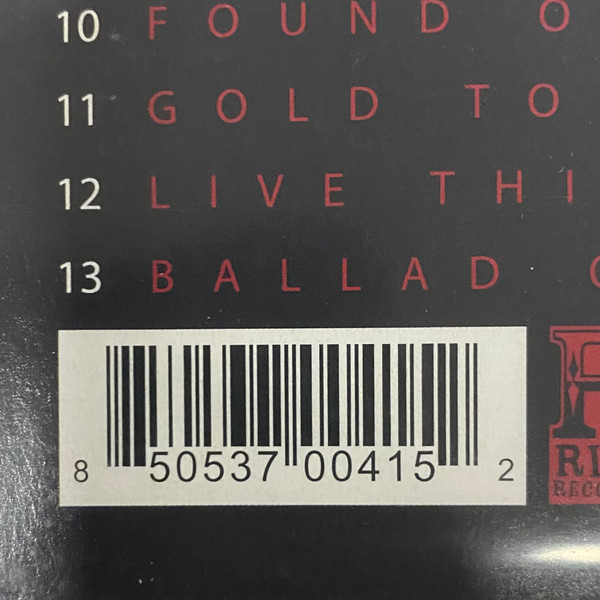 10 FOUND O
11 GOLD TO
12 LIVE THI
13 BALLAD
8 50537 00415 2